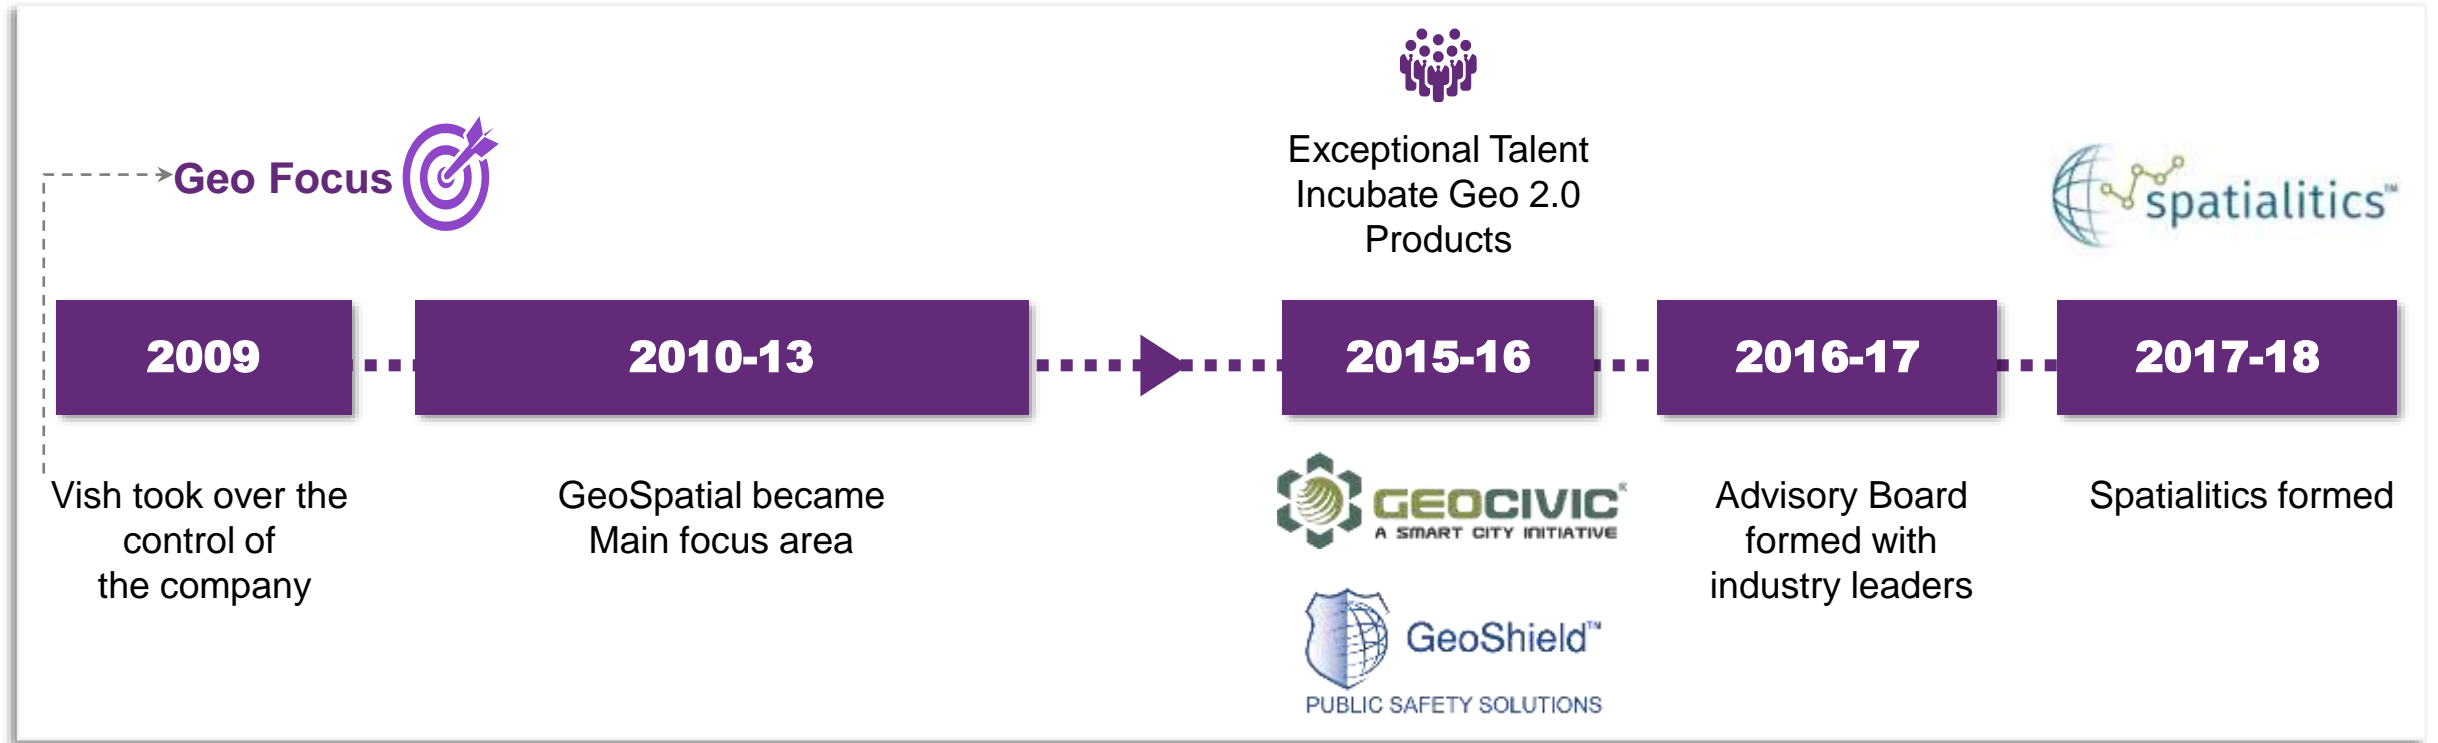 Geo Focus
Exceptional Talent
Incubate Geo 2.0
Products
spatialitics™
2009
2010-13
2015-16
2016-17
2017-18
Vish took over the
control of
the company
GeoSpatial became
Main focus area
GEOCIVIC®
A SMART CITY INITIATIVE
GeoShield™
PUBLIC SAFETY SOLUTIONS
Advisory Board
formed with
industry leaders
Spatialitics formed